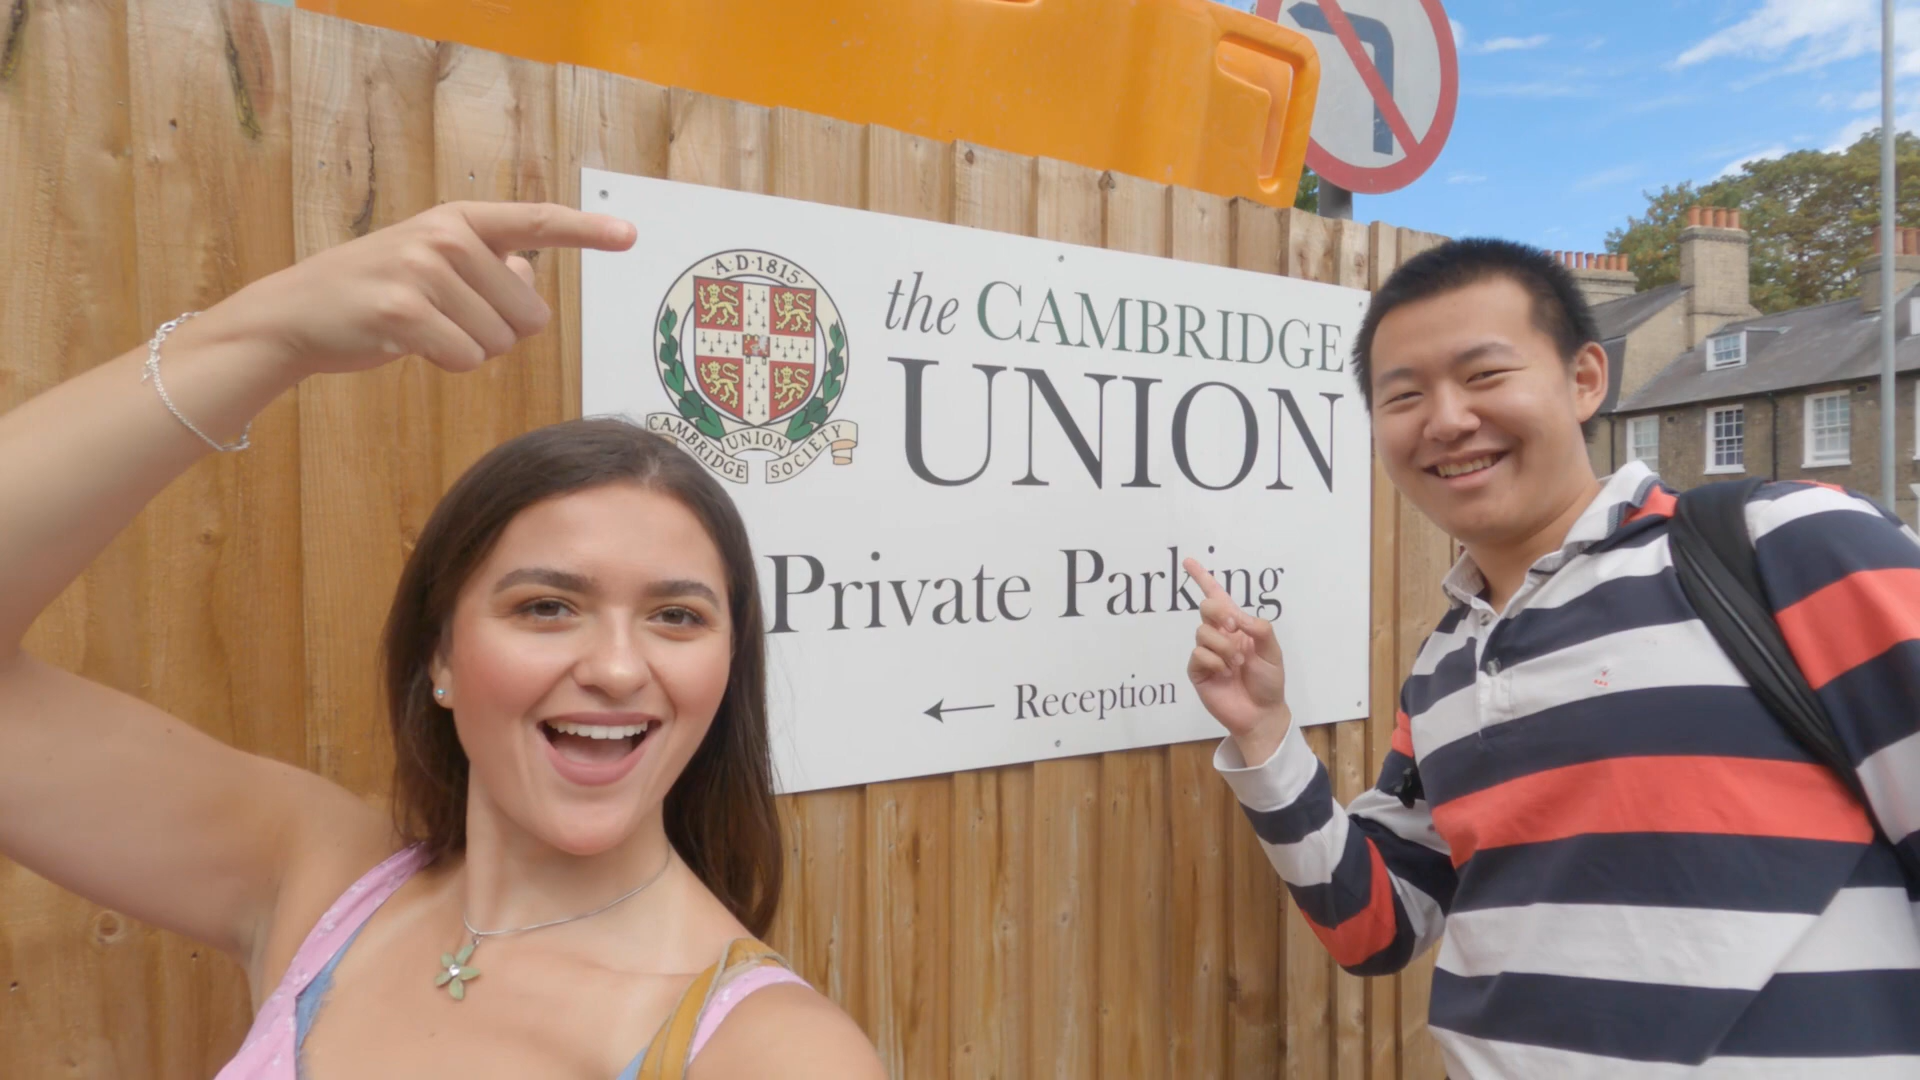 A·D·1815·
CAMBRIDGE UNION SOCIETY
the CAMBRIDGE
UNION
Private Parking
← Reception